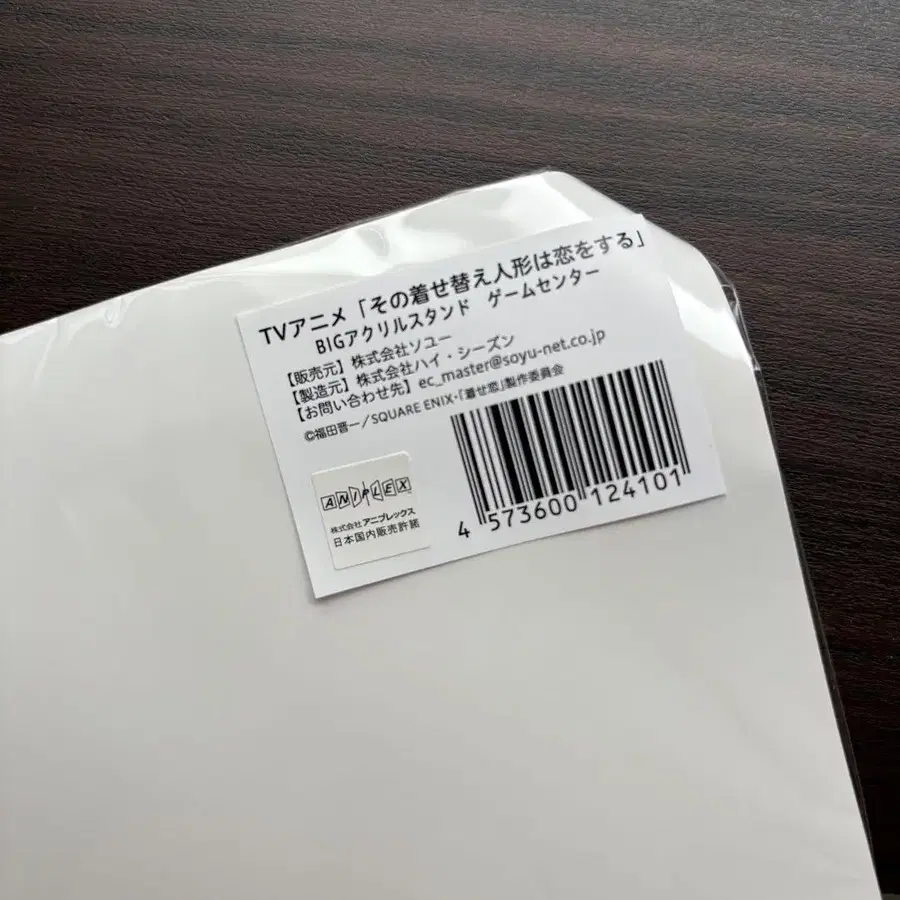 TVアニメ「その着せ替え人形は恋をする」
BIGアクリルスタンド　ゲームセンター
【販売元】株式会社ソユー
【製造元】株式会社ハイ・シーズン
【お問い合わせ先】ec_master@soyu-net.co.jp
©福田晋一／SQUARE ENIX・「着せ恋」製作委員会
ANIPLEX
株式会社 アニプレックス
日本国内販売許諾
4 573600 124101